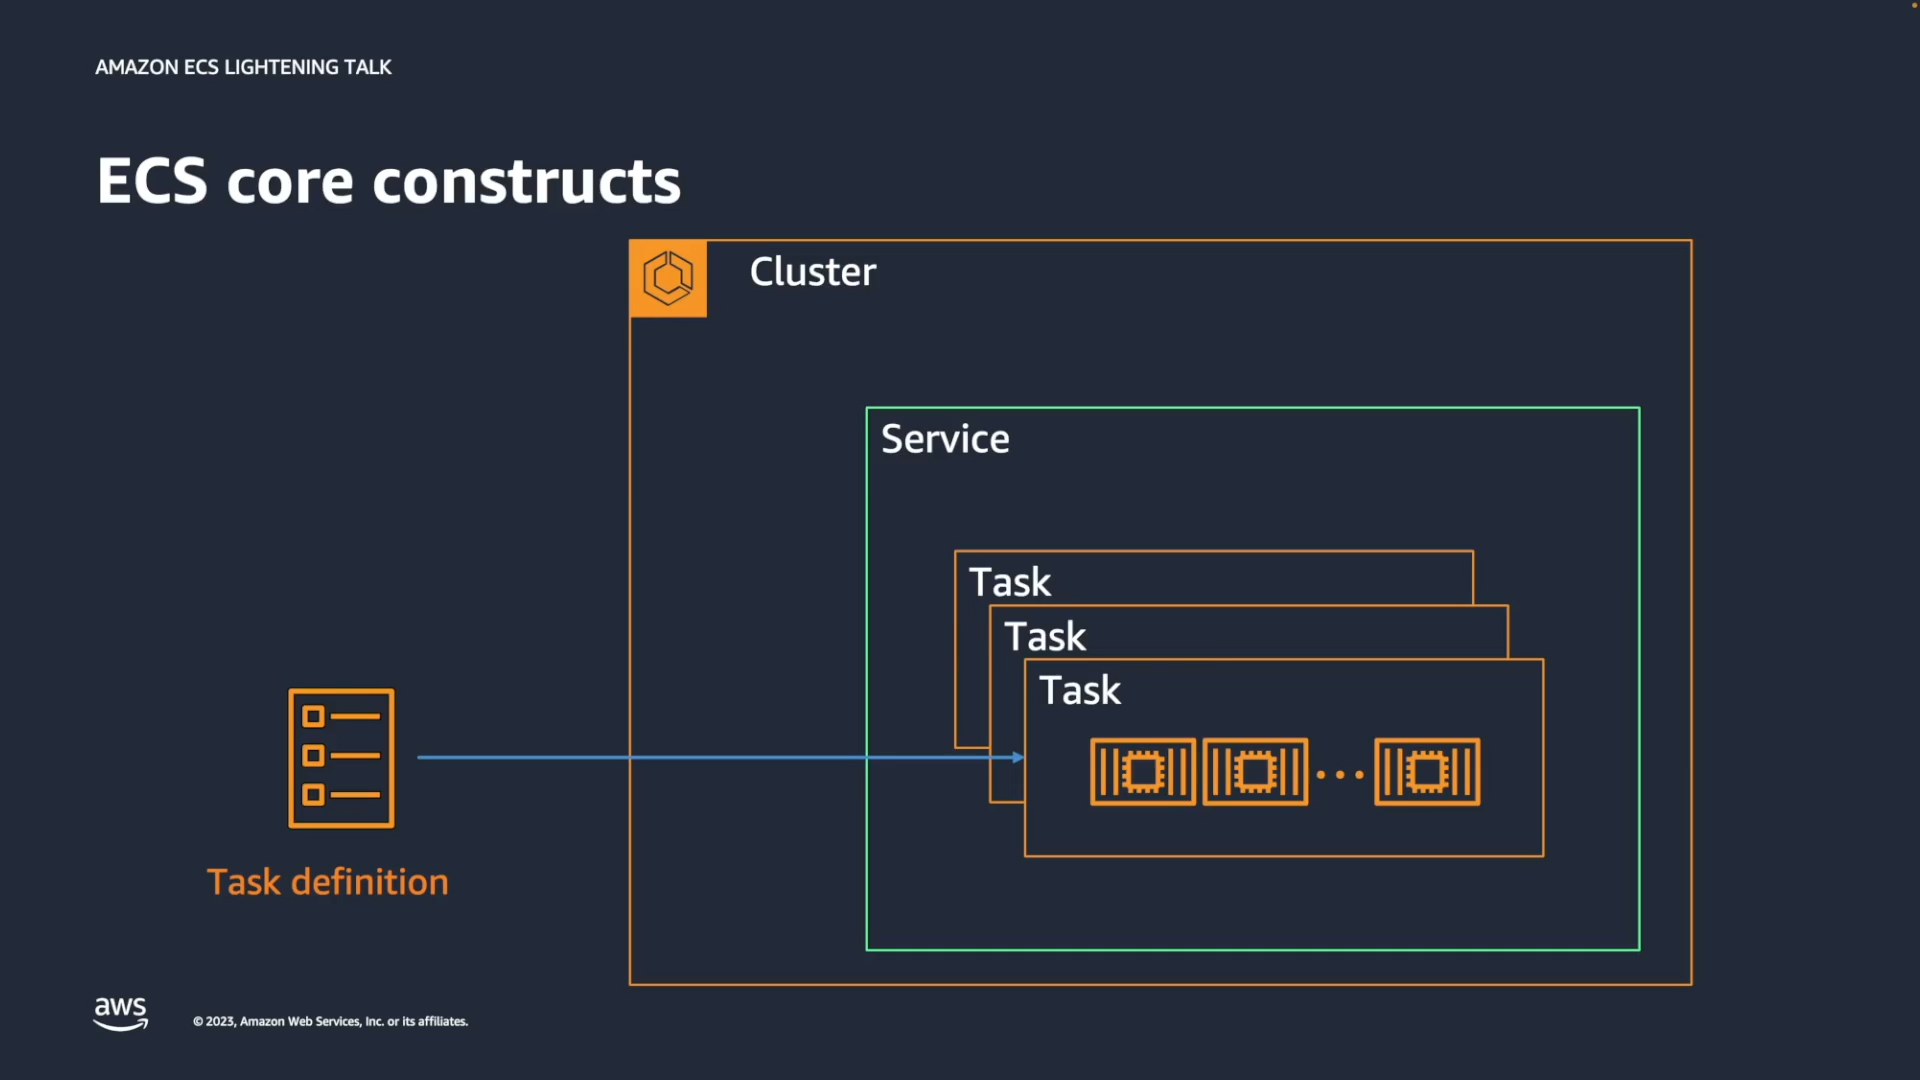 AMAZON ECS LIGHTENING TALK
ECS core constructs
Cluster
Service
Task
Task
Task
Task definition
aws
© 2023, Amazon Web Services, Inc. or its affiliates.